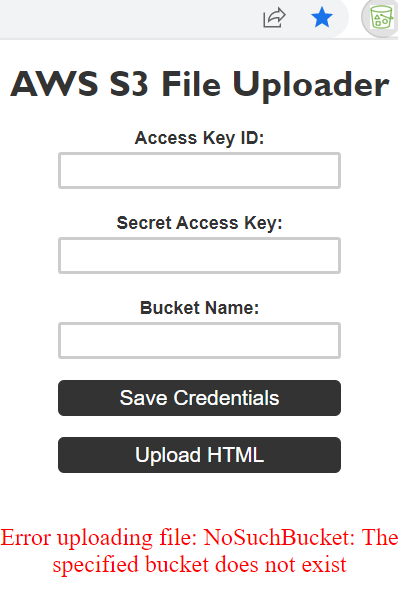 AWS S3 File Uploader
Access Key ID:
Secret Access Key:
Bucket Name:
Save Credentials
Upload HTML
Error uploading file: NoSuchBucket: The
specified bucket does not exist